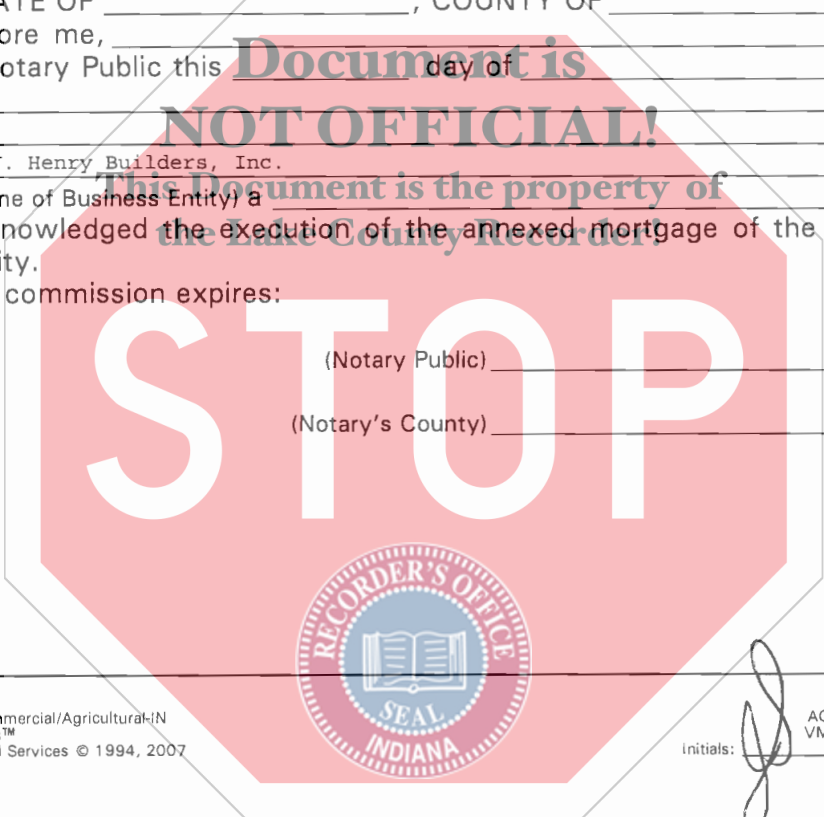 ATE OF , COUNTY OF
ore me,
otary Public this day of
Document is
NOT OFFICIAL!
. Henry Builders, Inc.
This Document is the property of
ne of Business Entity) a
the Lake County Recorder!
nowledged the execution of the annexed mortgage of the
ity.
commission expires:
STOP
(Notary Public)
(Notary's County)
RECORDER'S OFFICE
SEAL
INDIANA
mmercial/Agricultural-IN
™
l Services © 1994, 2007
Initials:
AC
VM